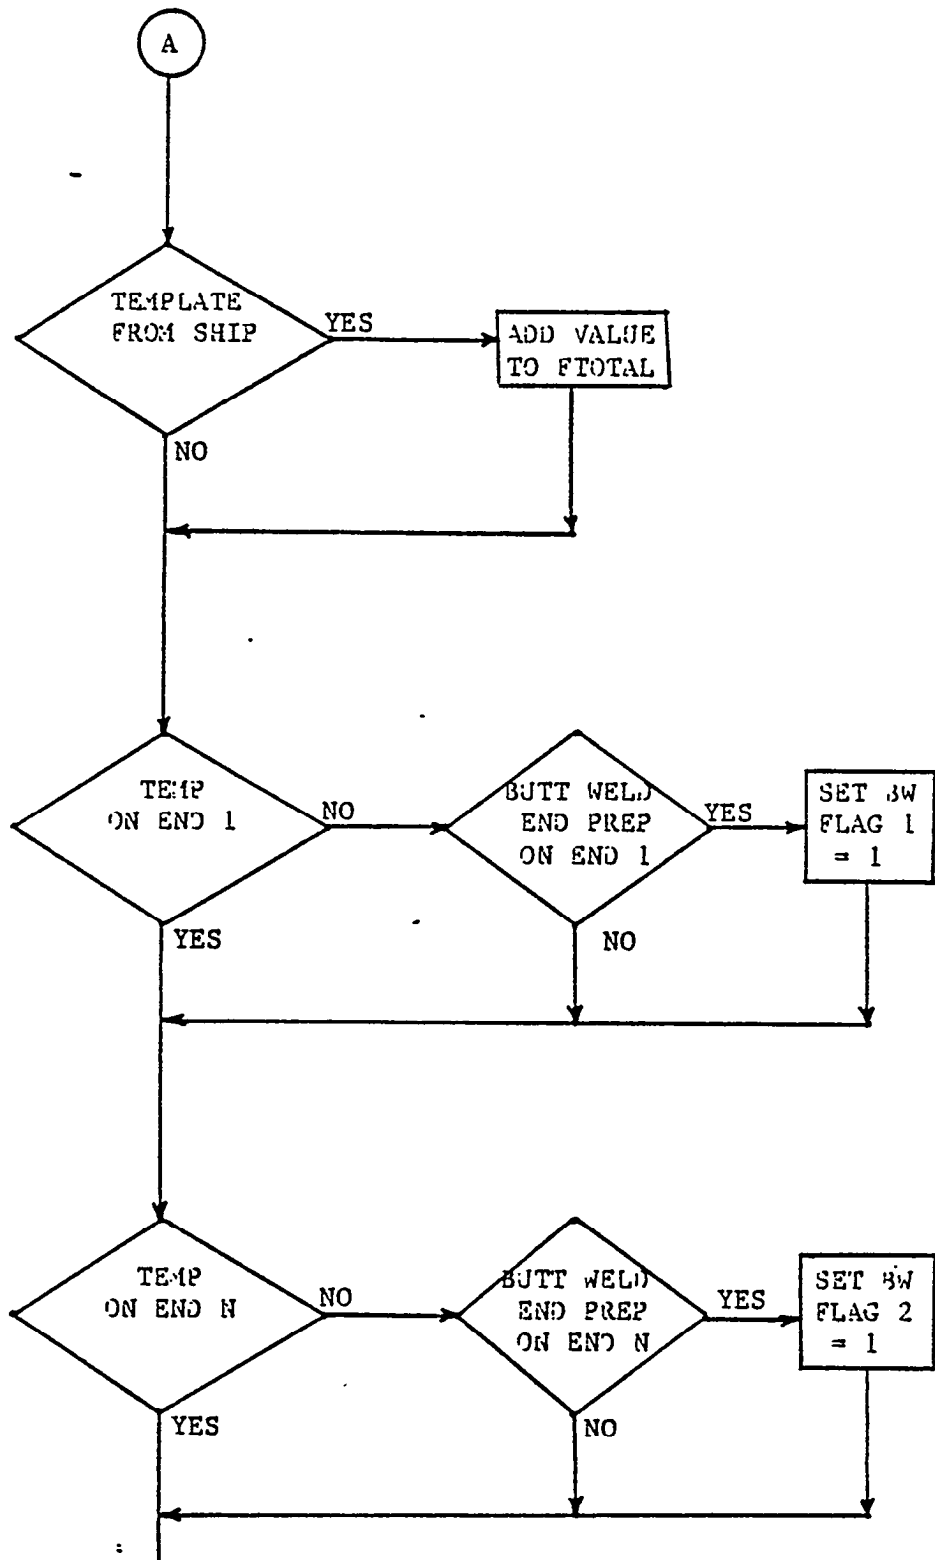 A
TEMPLATE
FROM SHIP
YES
ADD VALUE
TO FTOTAL
NO
TEMP
ON END 1
NO
BUTT WELD
END PREP
ON END 1
YES
SET BW
FLAG 1
= 1
YES
NO
TEMP
ON END N
NO
BUTT WELD
END PREP
ON END N
YES
SET BW
FLAG 2
= 1
YES
NO